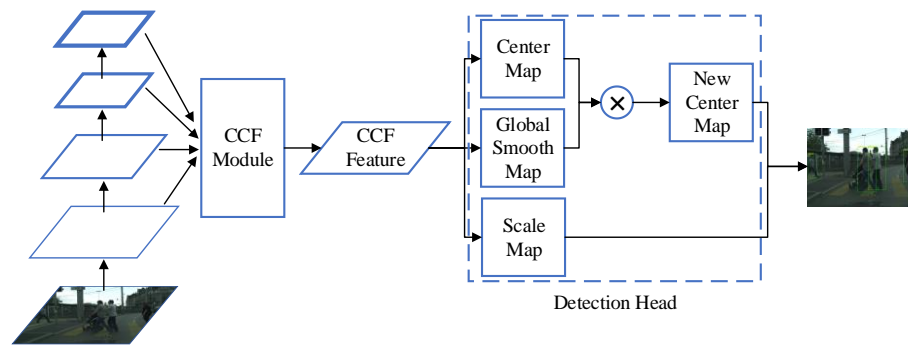 CCF
Module
CCF
Feature
Center
Map
Global
Smooth
Map
Scale
Map
×
New
Center
Map
Detection Head